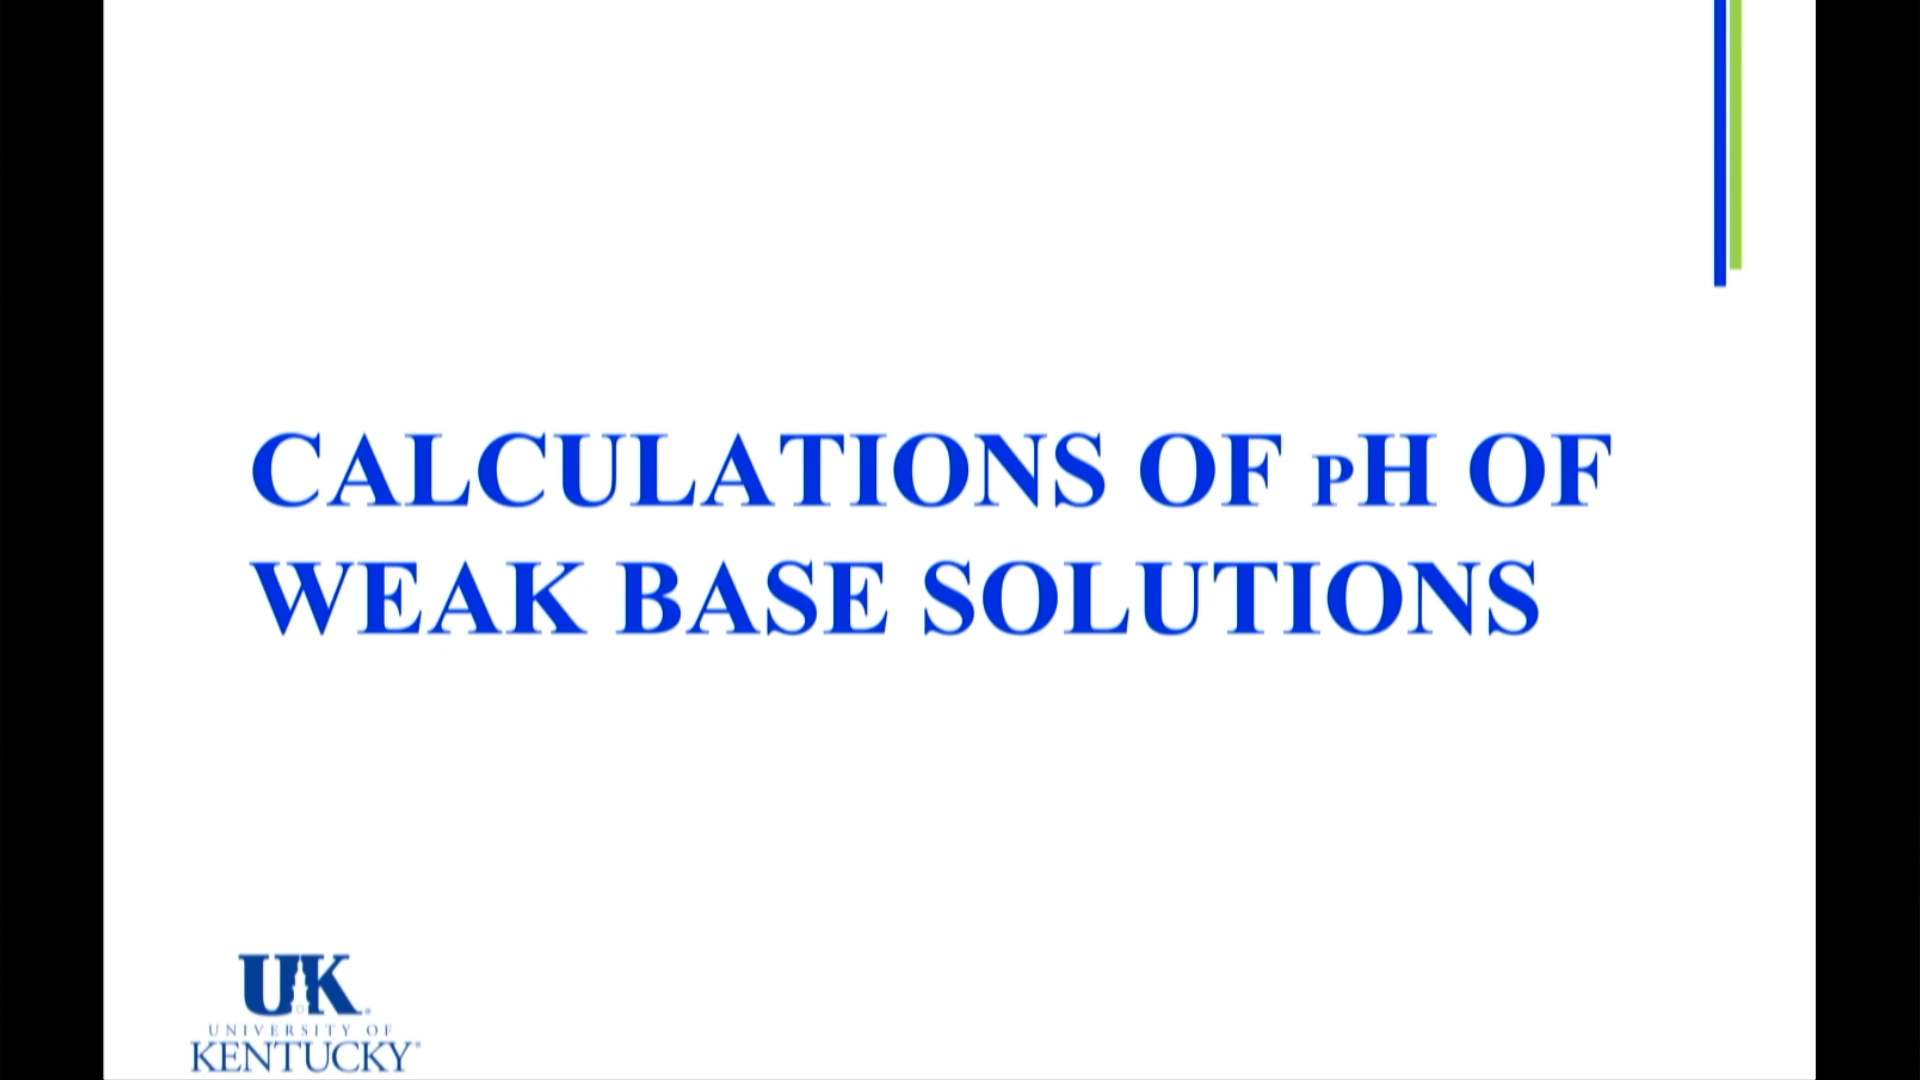 CALCULATIONS OF pH OF
WEAK BASE SOLUTIONS
UK
UNIVERSITY OF
KENTUCKY®